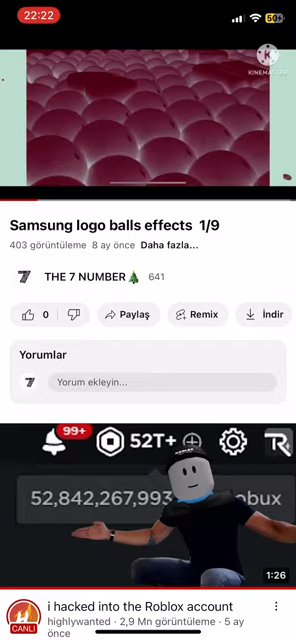 22:22
50+
KINEMASTER
Samsung logo balls effects 1/9
403 görüntüleme 8 ay önce Daha fazla...
THE 7 NUMBER🎄 641
0 Paylaş Remix İndir
Yorumlar
Yorum ekleyin...
99+ 52T+
52,842,267,993 obux
1:26
i hacked into the Roblox account
highlywanted · 2,9 Mn görüntüleme · 5 ay
önce
CANLI